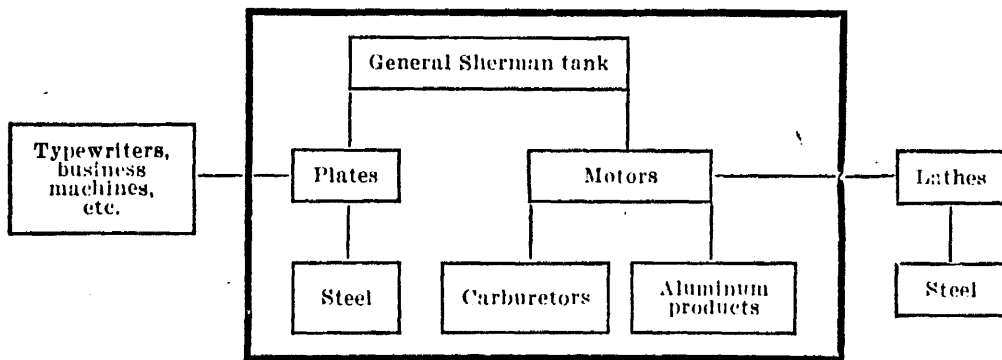 General Sherman tank
Typewriters,
business
machines,
etc.
Plates
Motors
Lathes
Steel
Carburetors
Aluminum
products
Steel